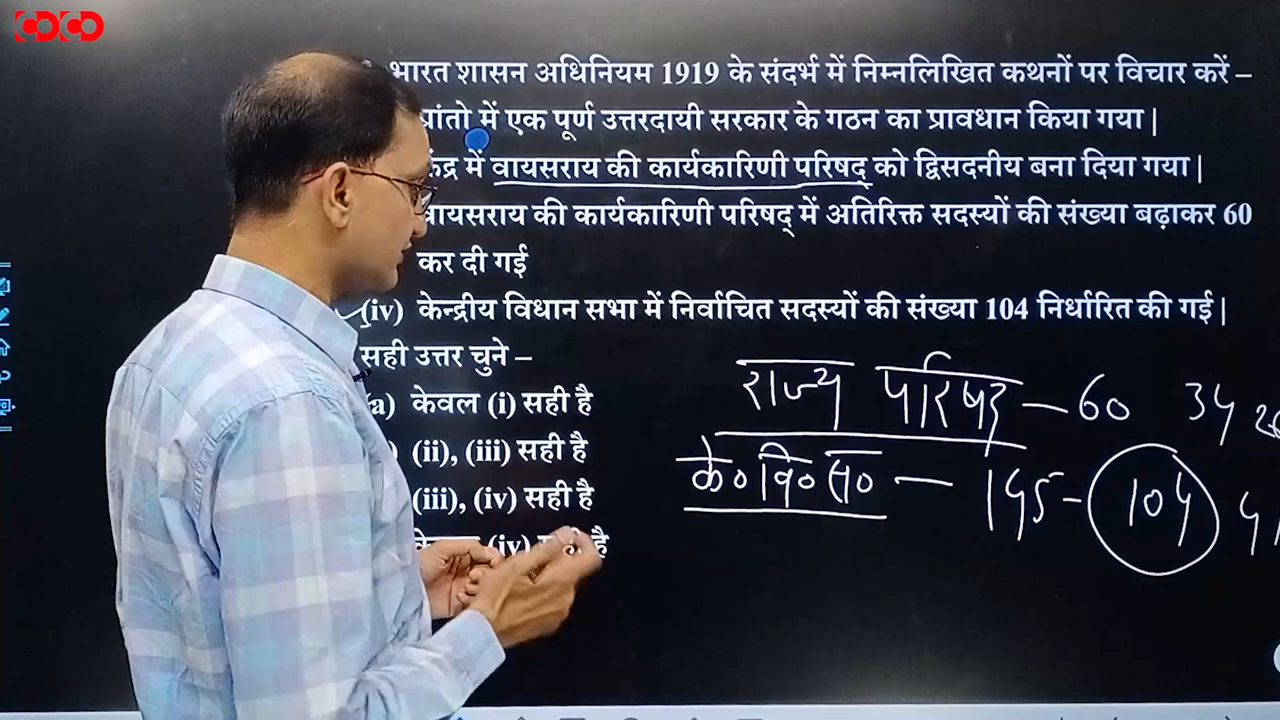 COCO
भारत शासन अधिनियम 1919 के संदर्भ में निम्नलिखित कथनों पर विचार करें –
में एक पूर्ण उत्तरदायी सरकार के गठन का प्रावधान किया गया |
में वायसराय की कार्यकारिणी परिषद् को द्विसदनीय बना दिया गया |
वायसराय की कार्यकारिणी परिषद् में अतिरिक्त सदस्यों की संख्या बढ़ाकर 60
कर दी गई
(iv) केन्द्रीय विधान सभा में निर्वाचित सदस्यों की संख्या 104 निर्धारित की गई |
सही उत्तर चुने –
(a) केवल (i) सही है
(ii), (iii) सही है
(iii), (iv) सही है
(iv) है
राज्य परिषद – 60 34
के० वि० स० – 145 – 104